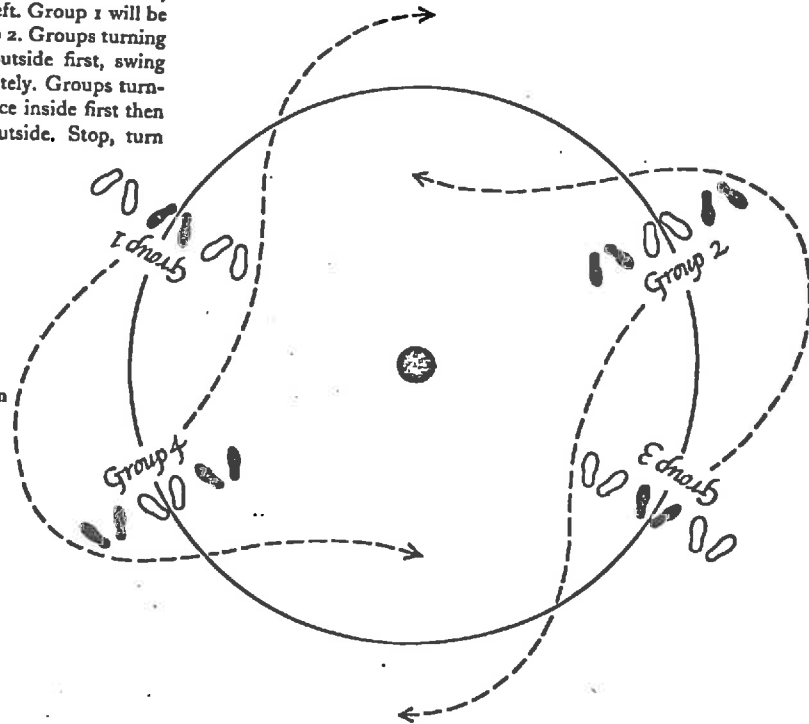 eft. Group 1 will be
2. Groups turning
utside first, swing
tely. Groups turn-
ce inside first then
utside. Stop, turn
Group 1
Group 2
n
Group 4
Group 3